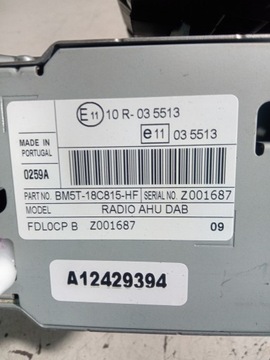 E11 10 R- 03 5513
e11 03 5513
MADE IN
PORTUGAL
0259A
PART NO. BM5T-18C815-HF SERIAL NO. Z001687
MODEL RADIO AHU DAB
FDL0CP B Z001687 09
A12429394